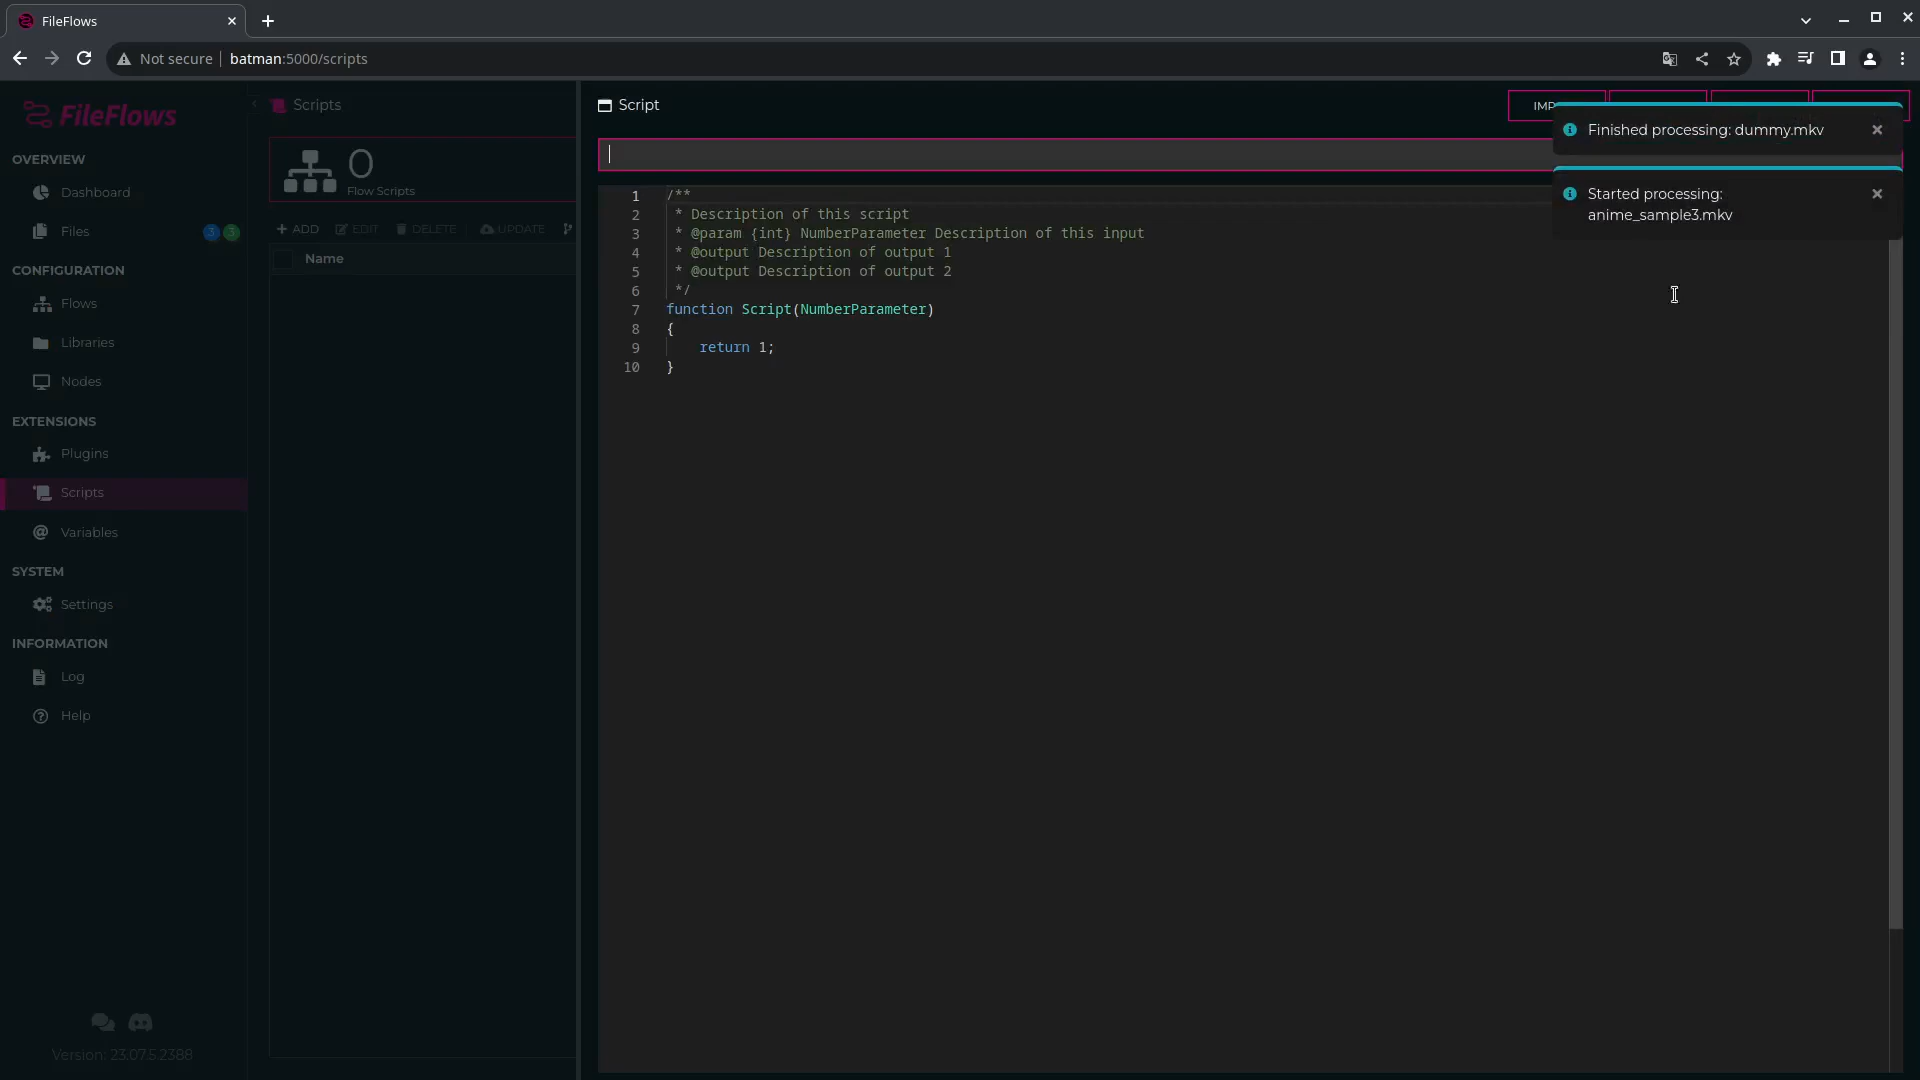 FileFlows
Not secure
batman:5000/scripts
FileFlows
OVERVIEW
Dashboard
Files
3
3
CONFIGURATION
Flows
Libraries
Nodes
EXTENSIONS
Plugins
Scripts
Variables
SYSTEM
Settings
INFORMATION
Log
Help
Version: 23.07.5.2388
Scripts
0
Flow Scripts
ADD
EDIT
DELETE
UPDATE
Name
Script
IMP
Finished processing: dummy.mkv
Started processing:
anime_sample3.mkv
1 /**
2 * Description of this script
3 * @param {int} NumberParameter Description of this input
4 * @output Description of output 1
5 * @output Description of output 2
6 */
7 function Script(NumberParameter)
8 {
9 return 1;
10 }